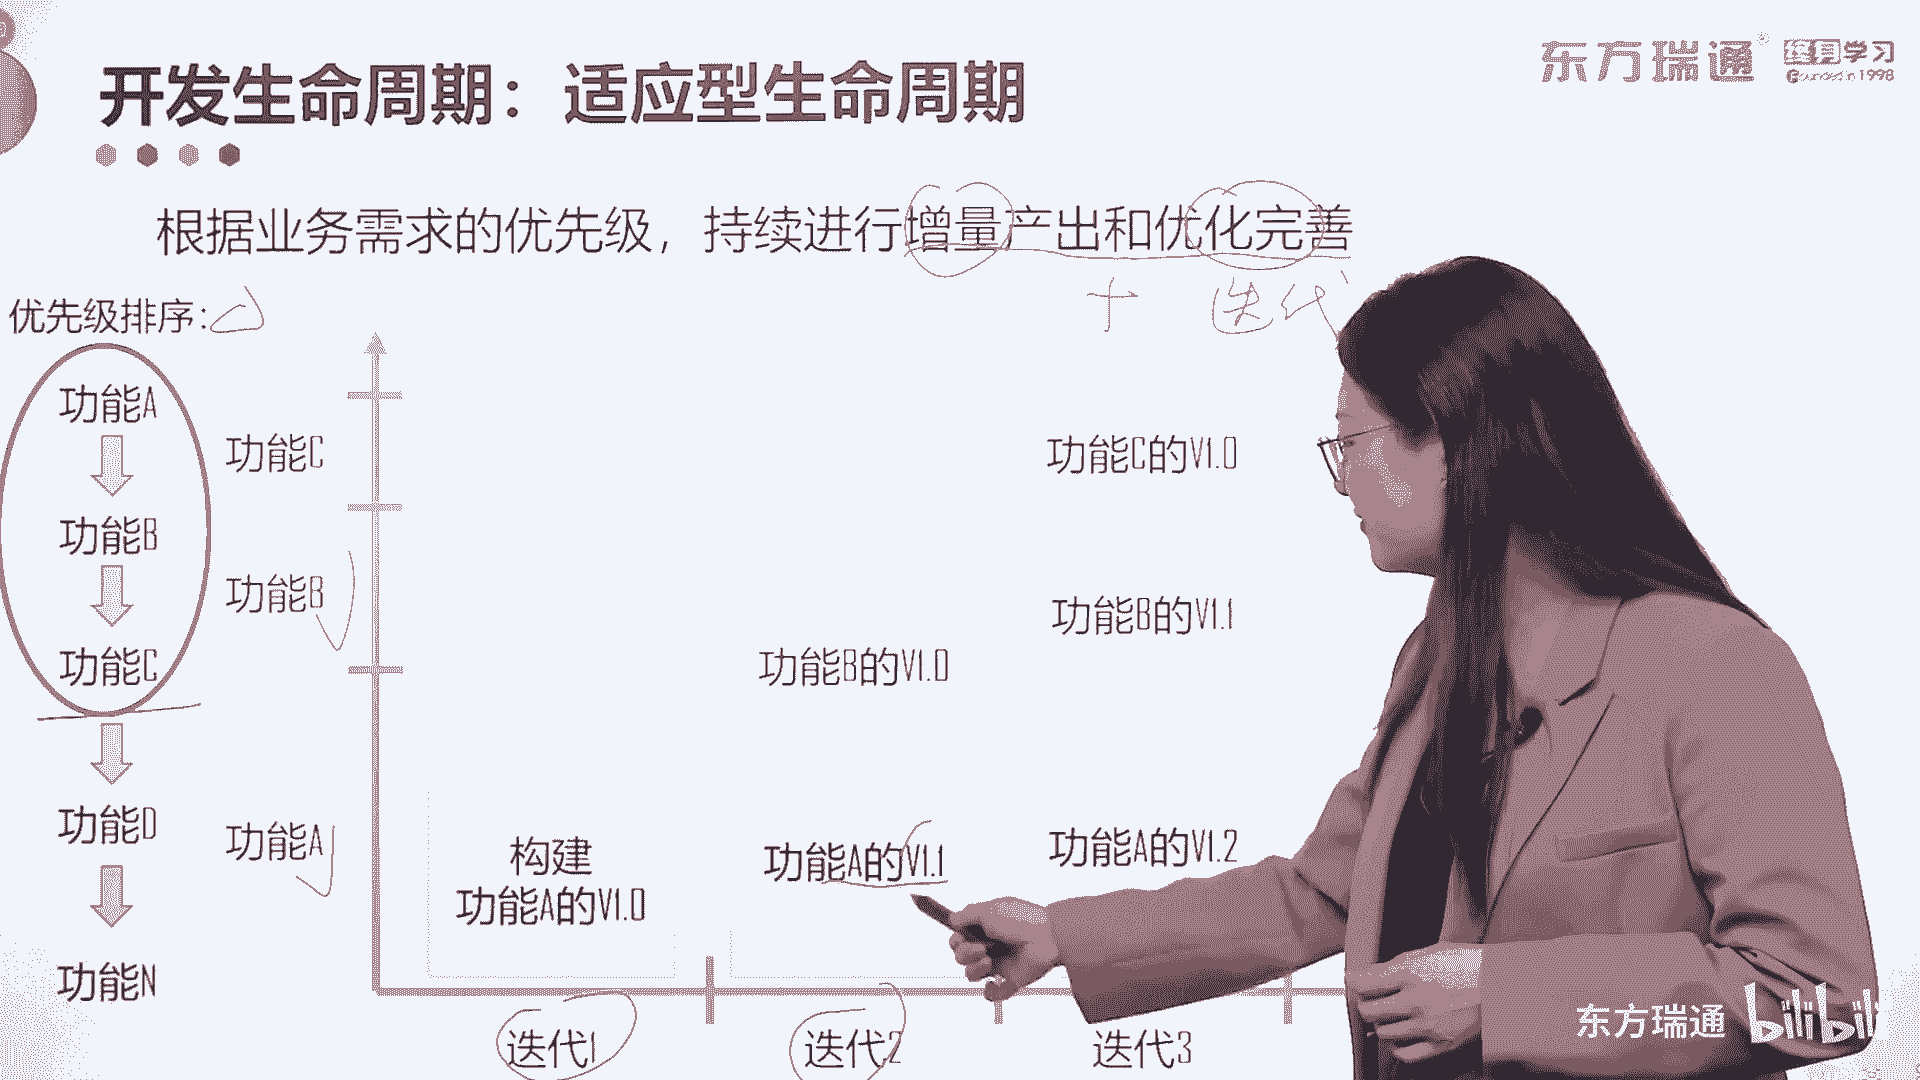 东方瑞通®
终身学习
Founded in 1998
开发生命周期：适应型生命周期
根据业务需求的优先级，持续进行增量产出和优化完善
十 迭代
优先级排序：
功能A
功能B
功能C
功能D
功能N
功能C
功能B
功能A
功能C的V1.0
功能B的V1.0
功能B的V1.1
构建
功能A的V1.0
功能A的V1.1
功能A的V1.2
迭代1
迭代2
迭代3
东方瑞通
bilibili